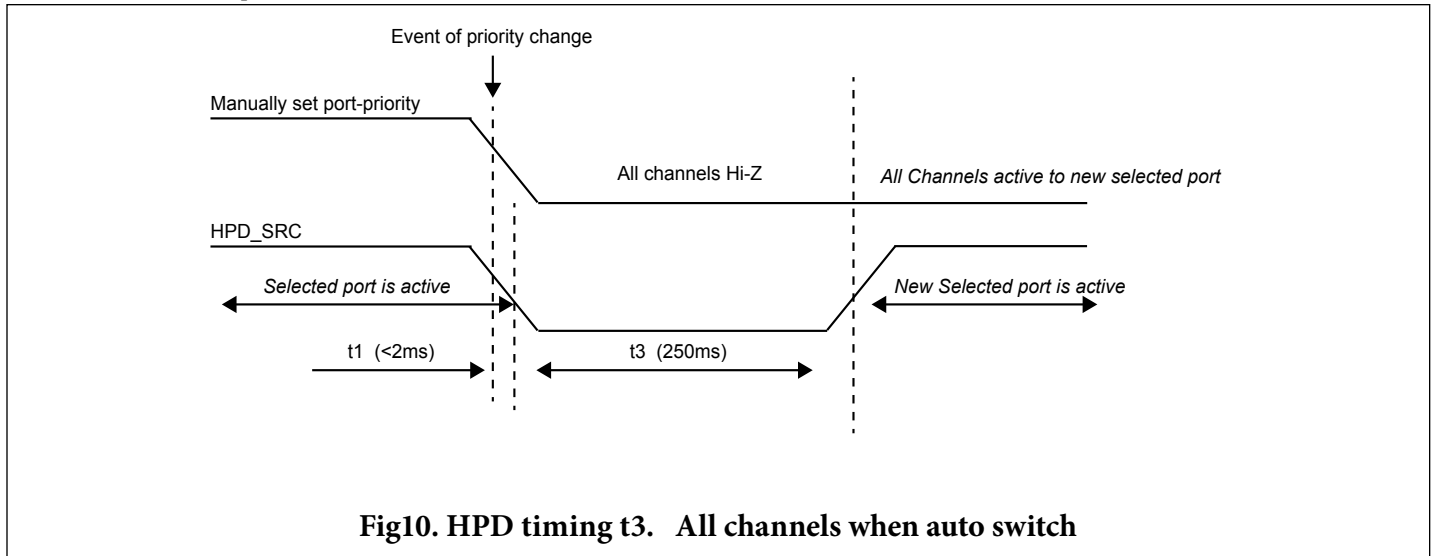 Event of priority change
Manually set port-priority
All channels Hi-Z
All Channels active to new selected port
HPD_SRC
Selected port is active
New Selected port is active
t1 (<2ms)
t3 (250ms)
Fig10. HPD timing t3. All channels when auto switch